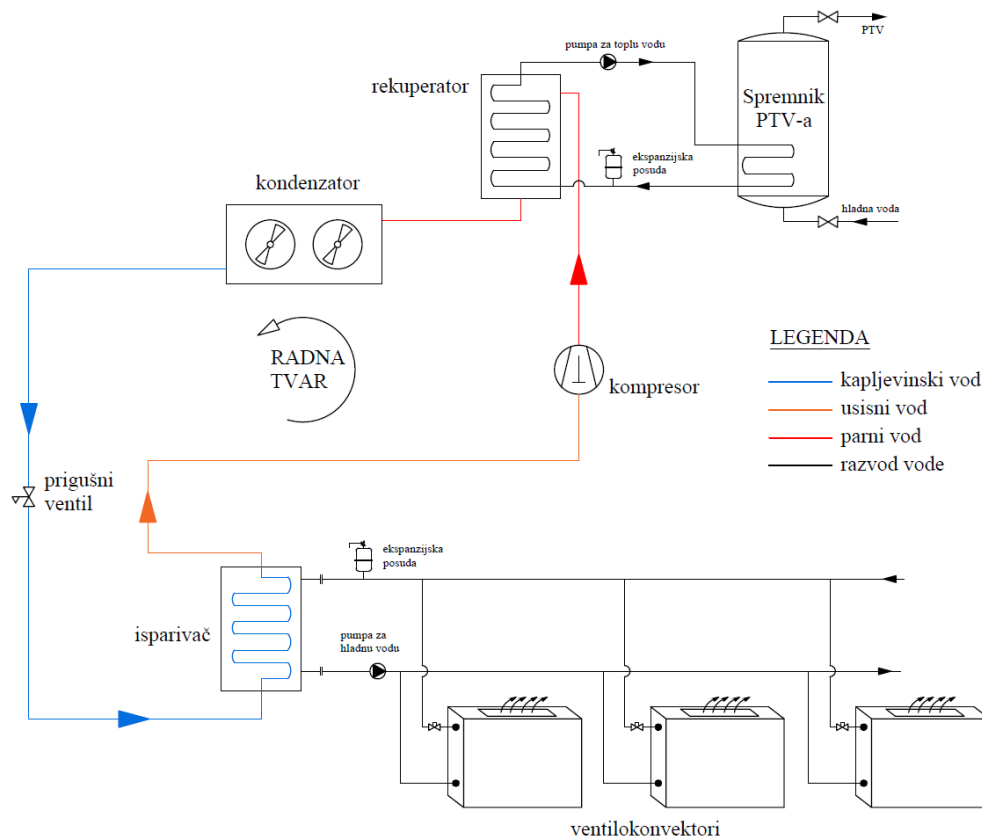 PTV
pumpa za toplu vodu
rekuperator
Spremnik
PTV-a
ekspanzijska
posuda
kondenzator
hladna voda
RADNA
TVAR
kompresor
LEGENDA
kapljevinski vod
usisni vod
parni vod
razvod vode
prigušni
ventil
ekspanzijska
posuda
isparivač
pumpa za
hladnu vodu
ventilokonvektori